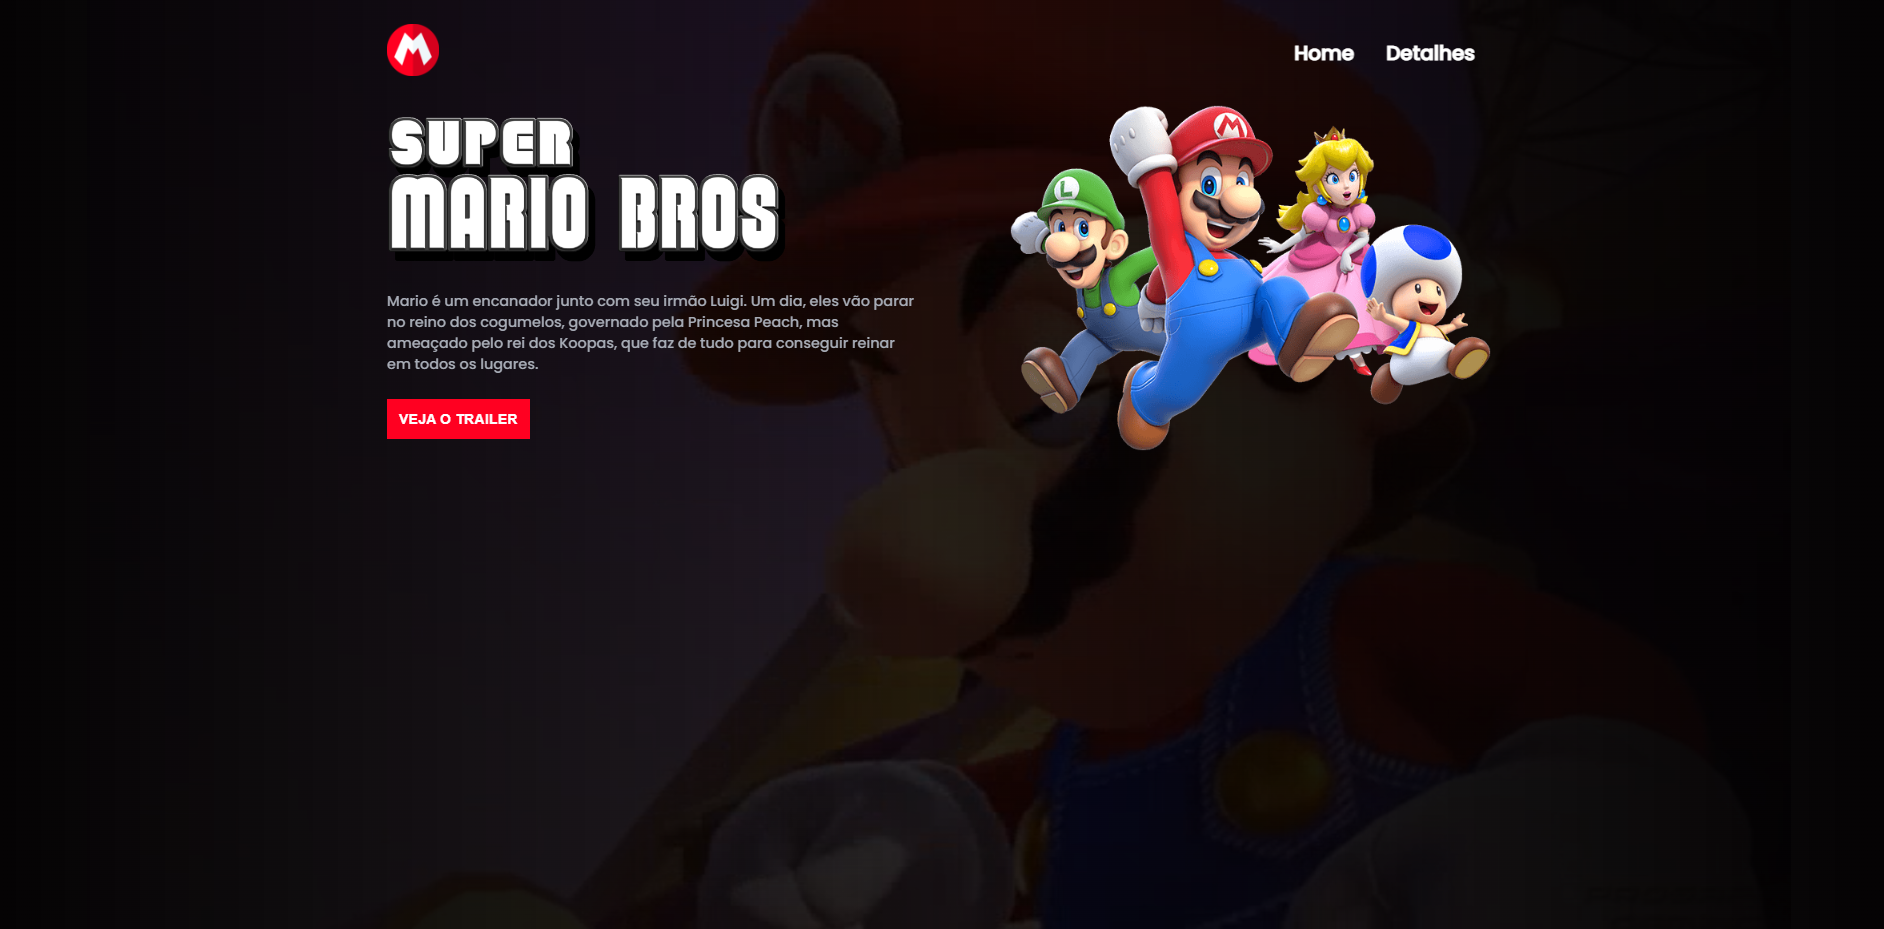 M
Home Detalhes
SUPER
MARIO BROS
M
L
Mario é um encanador junto com seu irmão Luigi. Um dia, eles vão parar
no reino dos cogumelos, governado pela Princesa Peach, mas
ameaçado pelo rei dos Koopas, que faz de tudo para conseguir reinar
em todos os lugares.
VEJA O TRAILER